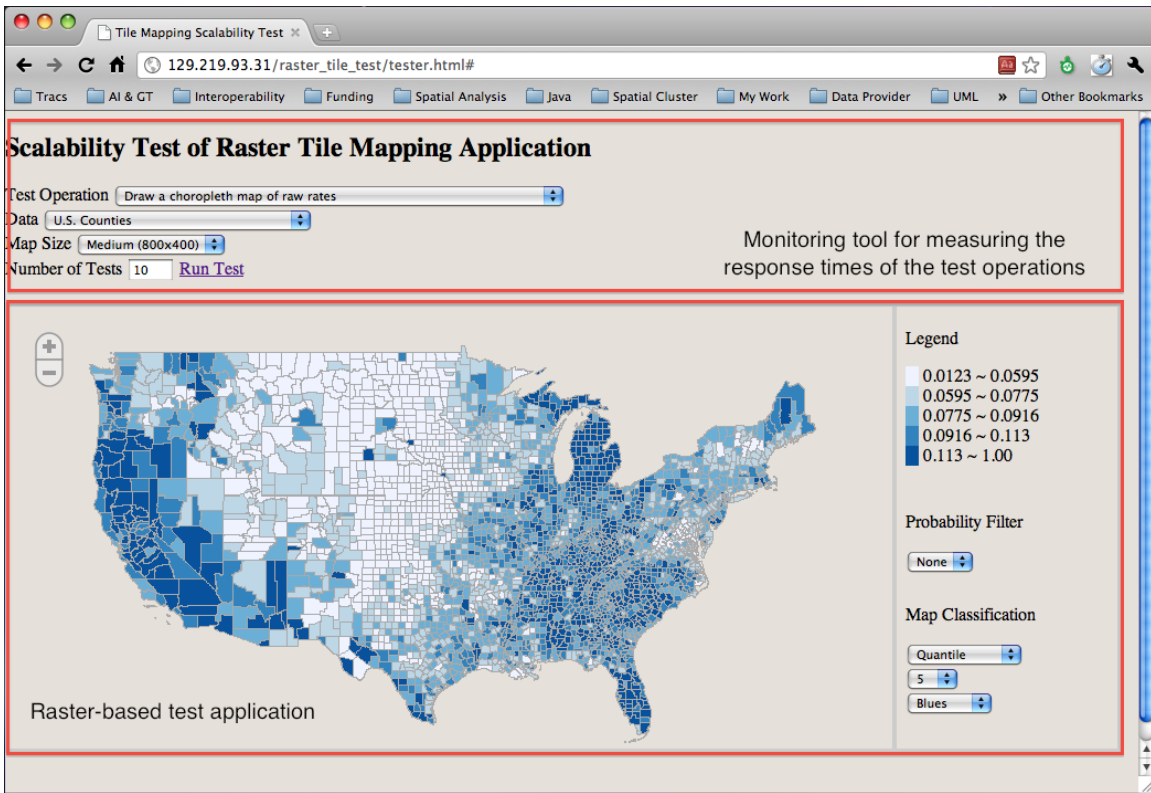 Tile Mapping Scalability Test
129.219.93.31/raster_tile_test/tester.html#
Tracs AI & GT Interoperability Funding Spatial Analysis Java Spatial Cluster My Work Data Provider UML » Other Bookmarks
Scalability Test of Raster Tile Mapping Application
Test Operation Draw a choropleth map of raw rates
Data U.S. Counties
Map Size Medium (800x400)
Number of Tests 10 Run Test
Monitoring tool for measuring the
response times of the test operations
Legend
0.0123 ~ 0.0595
0.0595 ~ 0.0775
0.0775 ~ 0.0916
0.0916 ~ 0.113
0.113 ~ 1.00
Probability Filter
None
Map Classification
Quantile
5
Blues
Raster-based test application